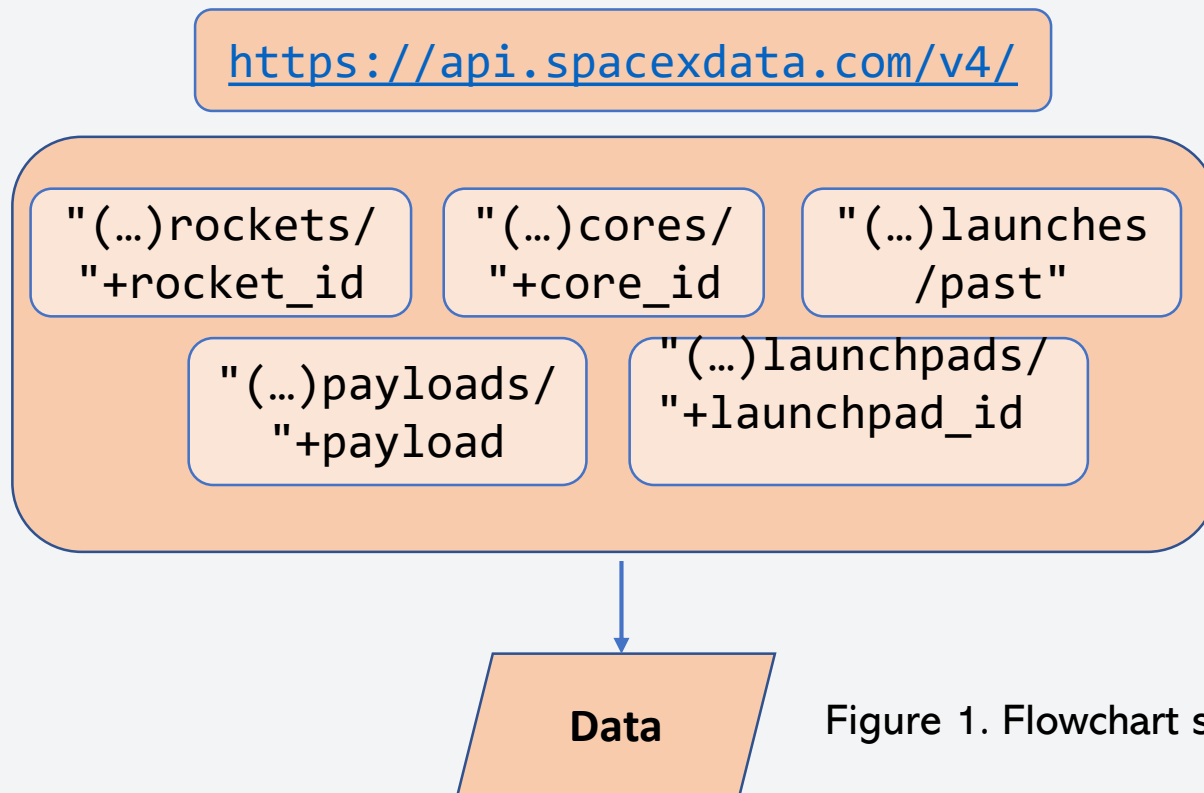 https://api.spacexdata.com/v4/
"(…)rockets/
"+rocket_id
"(…)cores/
"+core_id
"(…)launches
/past"
"(…)payloads/
"+payload
"(…)launchpads/
"+launchpad_id
Data
Figure 1. Flowchart s